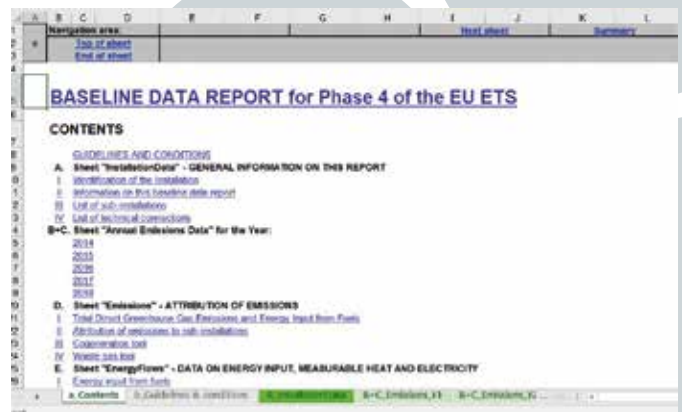 A B C D E F G H I J K L
Navigation area: Next sheet Summary
Top of sheet
End of sheet
BASELINE DATA REPORT for Phase 4 of the EU ETS
CONTENTS
GUIDELINES AND CONDITIONS
A. Sheet "InstallationData" - GENERAL INFORMATION ON THIS REPORT
I Identification of the Installation
II Information on this baseline data report
III List of sub-installations
IV List of technical connections
B+C. Sheet "Annual Emissions Data" for the Year:
2014
2015
2016
2017
2018
D. Sheet "Emissions" - ATTRIBUTION OF EMISSIONS
I Total Direct Greenhouse Gas Emissions and Energy Input from Fuels
II Attribution of emissions to sub-installations
III Cogeneration tool
IV Waste gas tool
E. Sheet "EnergyFlows" - DATA ON ENERGY INPUT, MEASURABLE HEAT AND ELECTRICITY
I Energy input from fuels
a_Contents b_Guidelines & conditions A_InstallationData